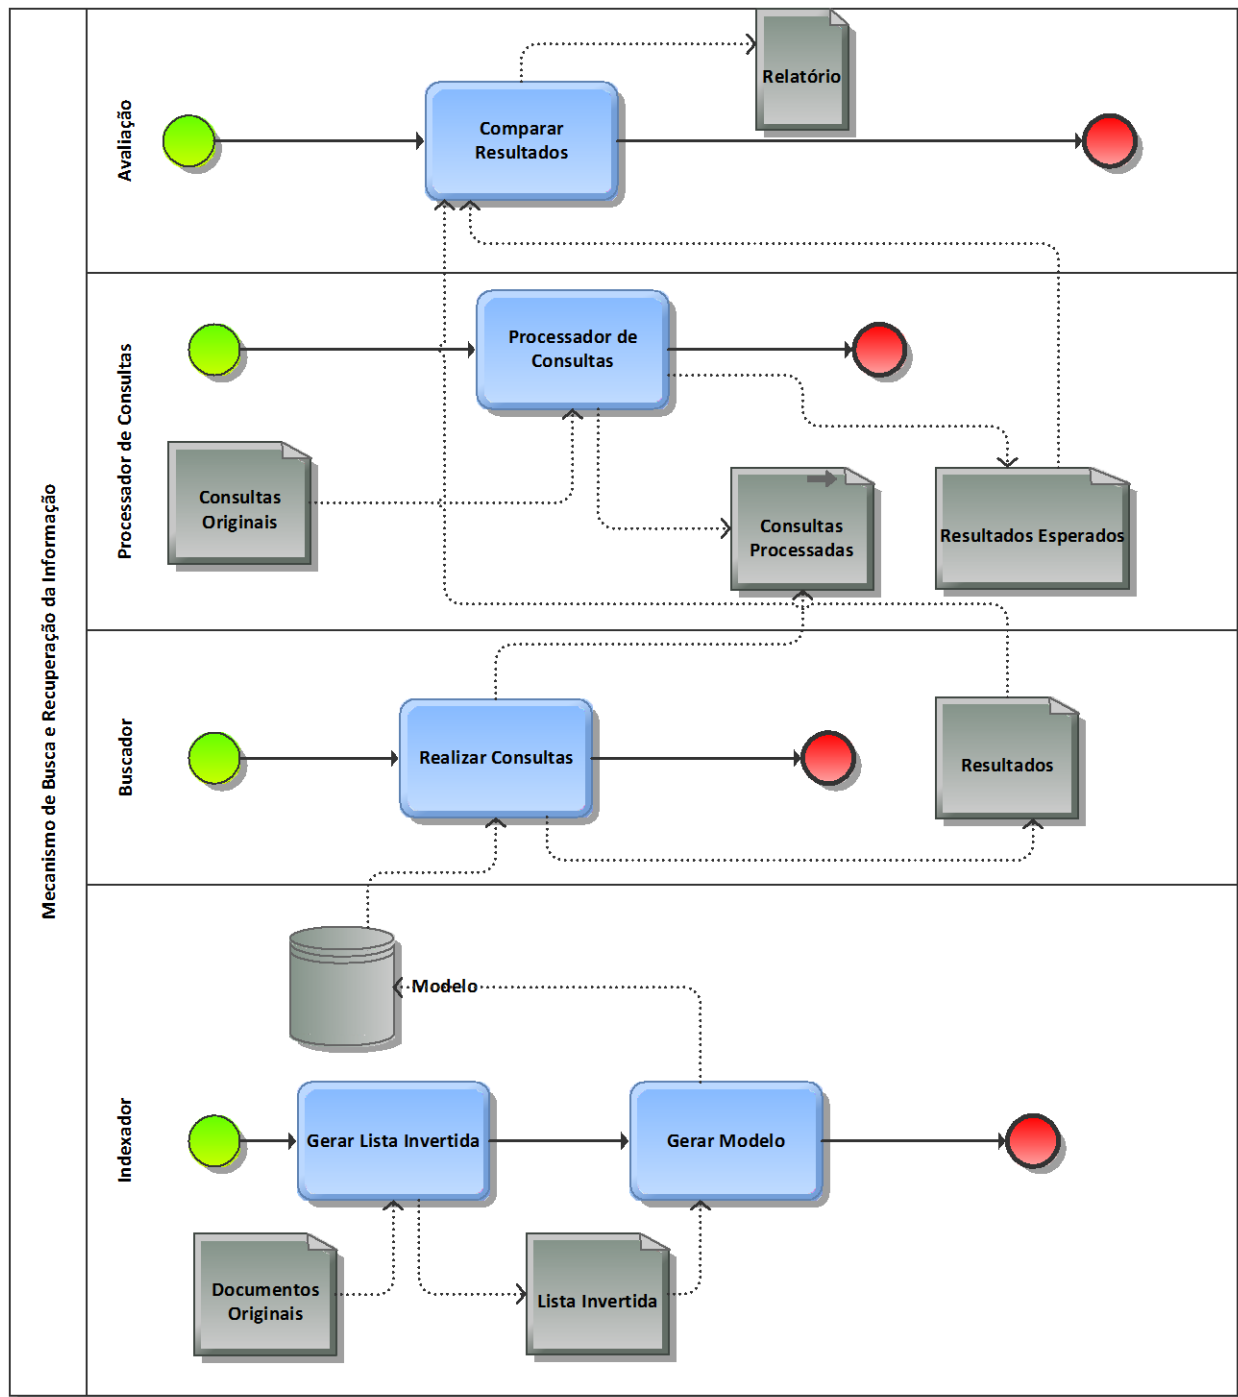 Mecanismo de Busca e Recuperação da Informação
Avaliação
Relatório
Comparar
Resultados
Processador de Consultas
Processador de
Consultas
Consultas
Originais
Consultas
Processadas
Resultados Esperados
Buscador
Realizar Consultas
Resultados
Indexador
Modelo
Gerar Lista Invertida
Gerar Modelo
Documentos
Originais
Lista Invertida